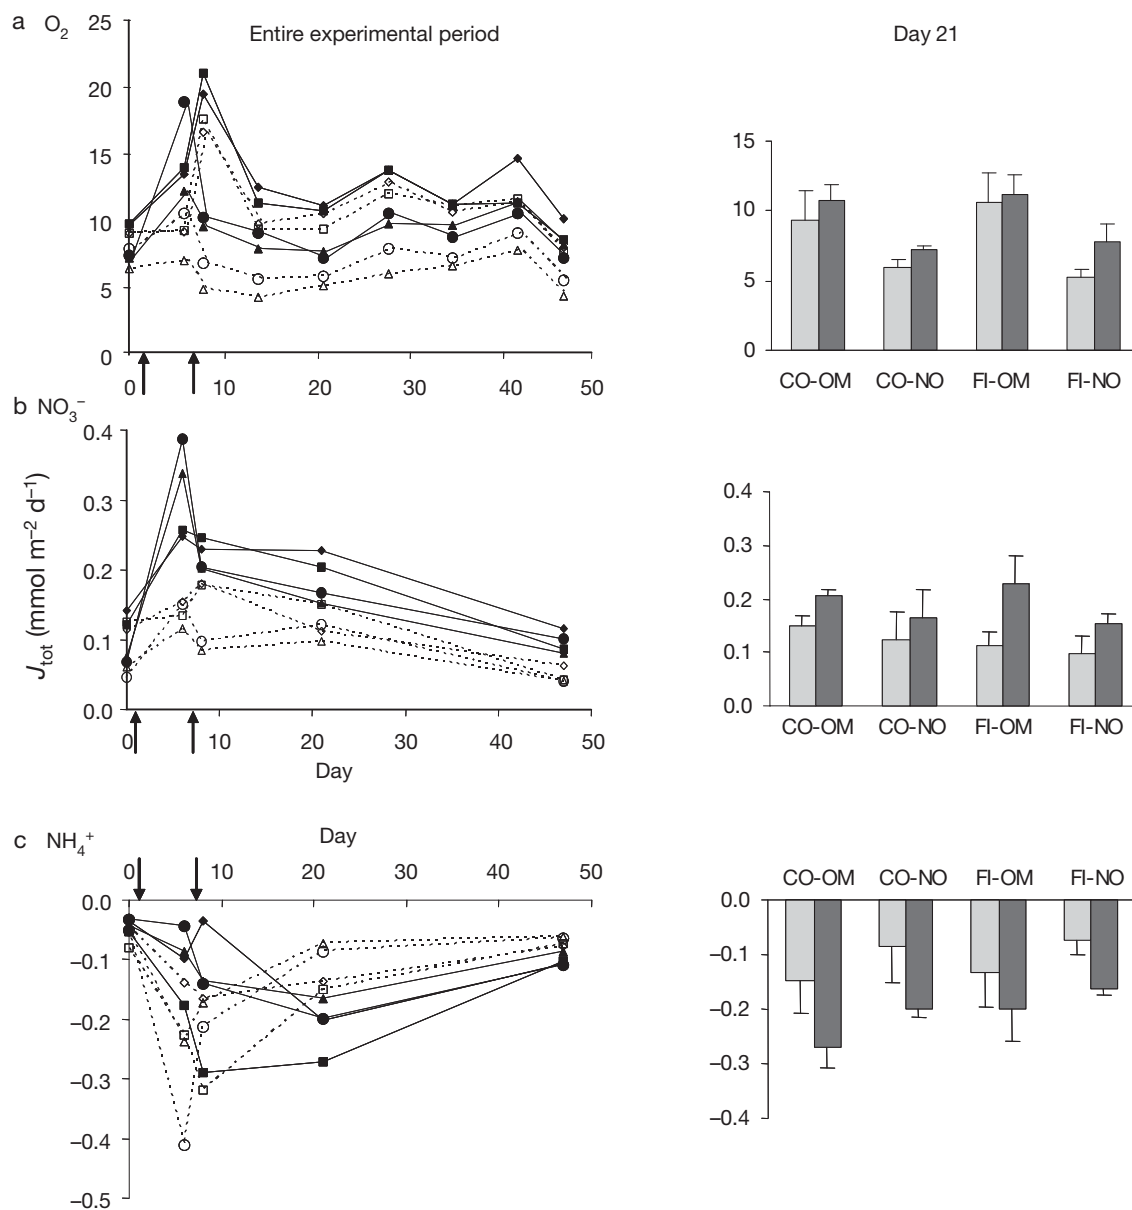 a O₂ Entire experimental period Day 21
25
20
15
10
5
0
0 10 20 30 40 50
15
10
5
0
CO-OM CO-NO FI-OM FI-NO
b NO₃⁻
Jtot (mmol m⁻² d⁻¹)
0.4
0.3
0.2
0.1
0.0
0 10 20 30 40 50
Day
0.4
0.3
0.2
0.1
0.0
CO-OM CO-NO FI-OM FI-NO
c NH₄⁺ Day
0 10 20 30 40 50
0.0
–0.1
–0.2
–0.3
–0.4
–0.5
CO-OM CO-NO FI-OM FI-NO
0.0
–0.1
–0.2
–0.3
–0.4